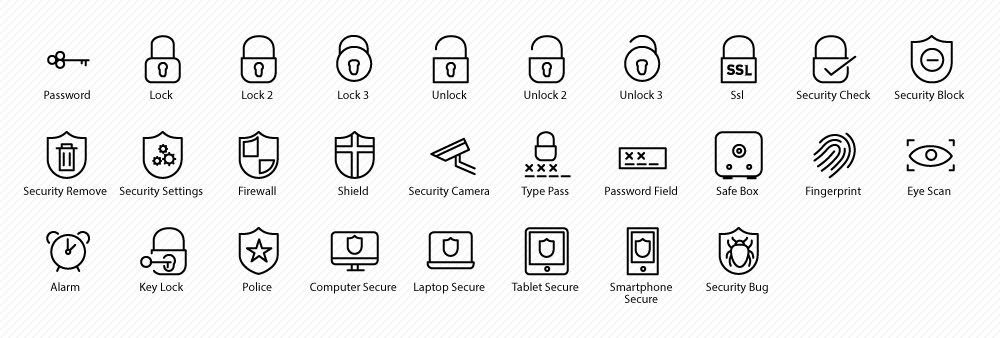 Password
Lock
Lock 2
Lock 3
Unlock
Unlock 2
Unlock 3
SSL
Ssl
Security Check
Security Block
Security Remove
Security Settings
Firewall
Shield
Security Camera
Type Pass
Password Field
Safe Box
Fingerprint
Eye Scan
Alarm
Key Lock
Police
Computer Secure
Laptop Secure
Tablet Secure
Smartphone
Secure
Security Bug